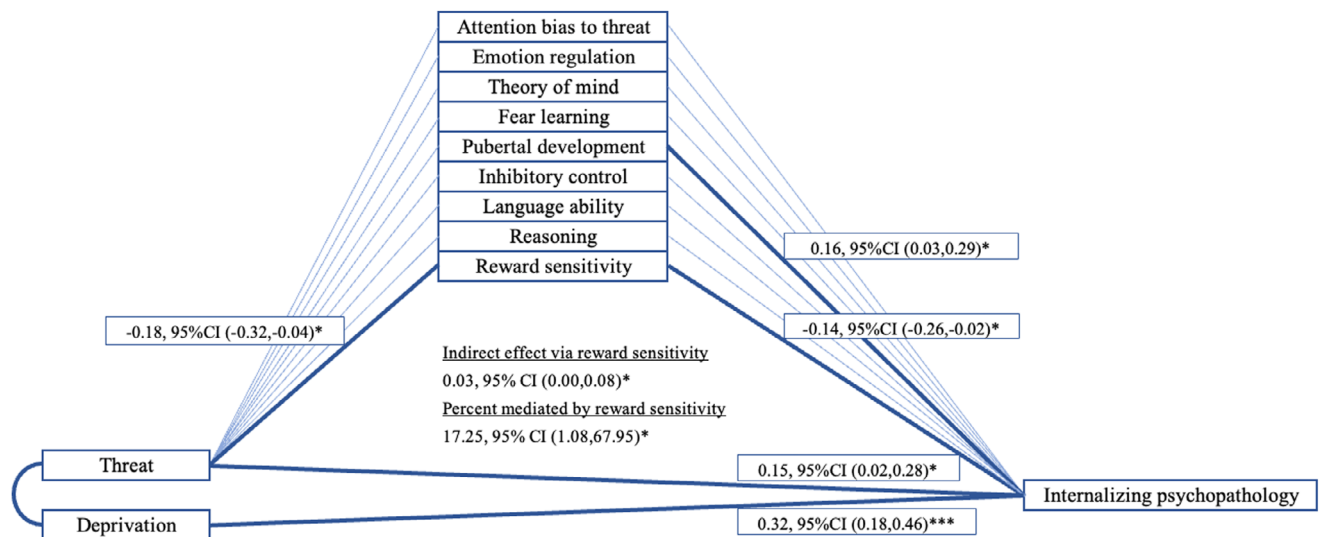 Attention bias to threat
Emotion regulation
Theory of mind
Fear learning
Pubertal development
Inhibitory control
Language ability
Reasoning
Reward sensitivity
0.16, 95%CI (0.03,0.29)*
-0.18, 95%CI (-0.32,-0.04)*
-0.14, 95%CI (-0.26,-0.02)*
Indirect effect via reward sensitivity
0.03, 95% CI (0.00,0.08)*
Percent mediated by reward sensitivity
17.25, 95% CI (1.08,67.95)*
Threat
0.15, 95%CI (0.02,0.28)*
Internalizing psychopathology
Deprivation
0.32, 95%CI (0.18,0.46)***